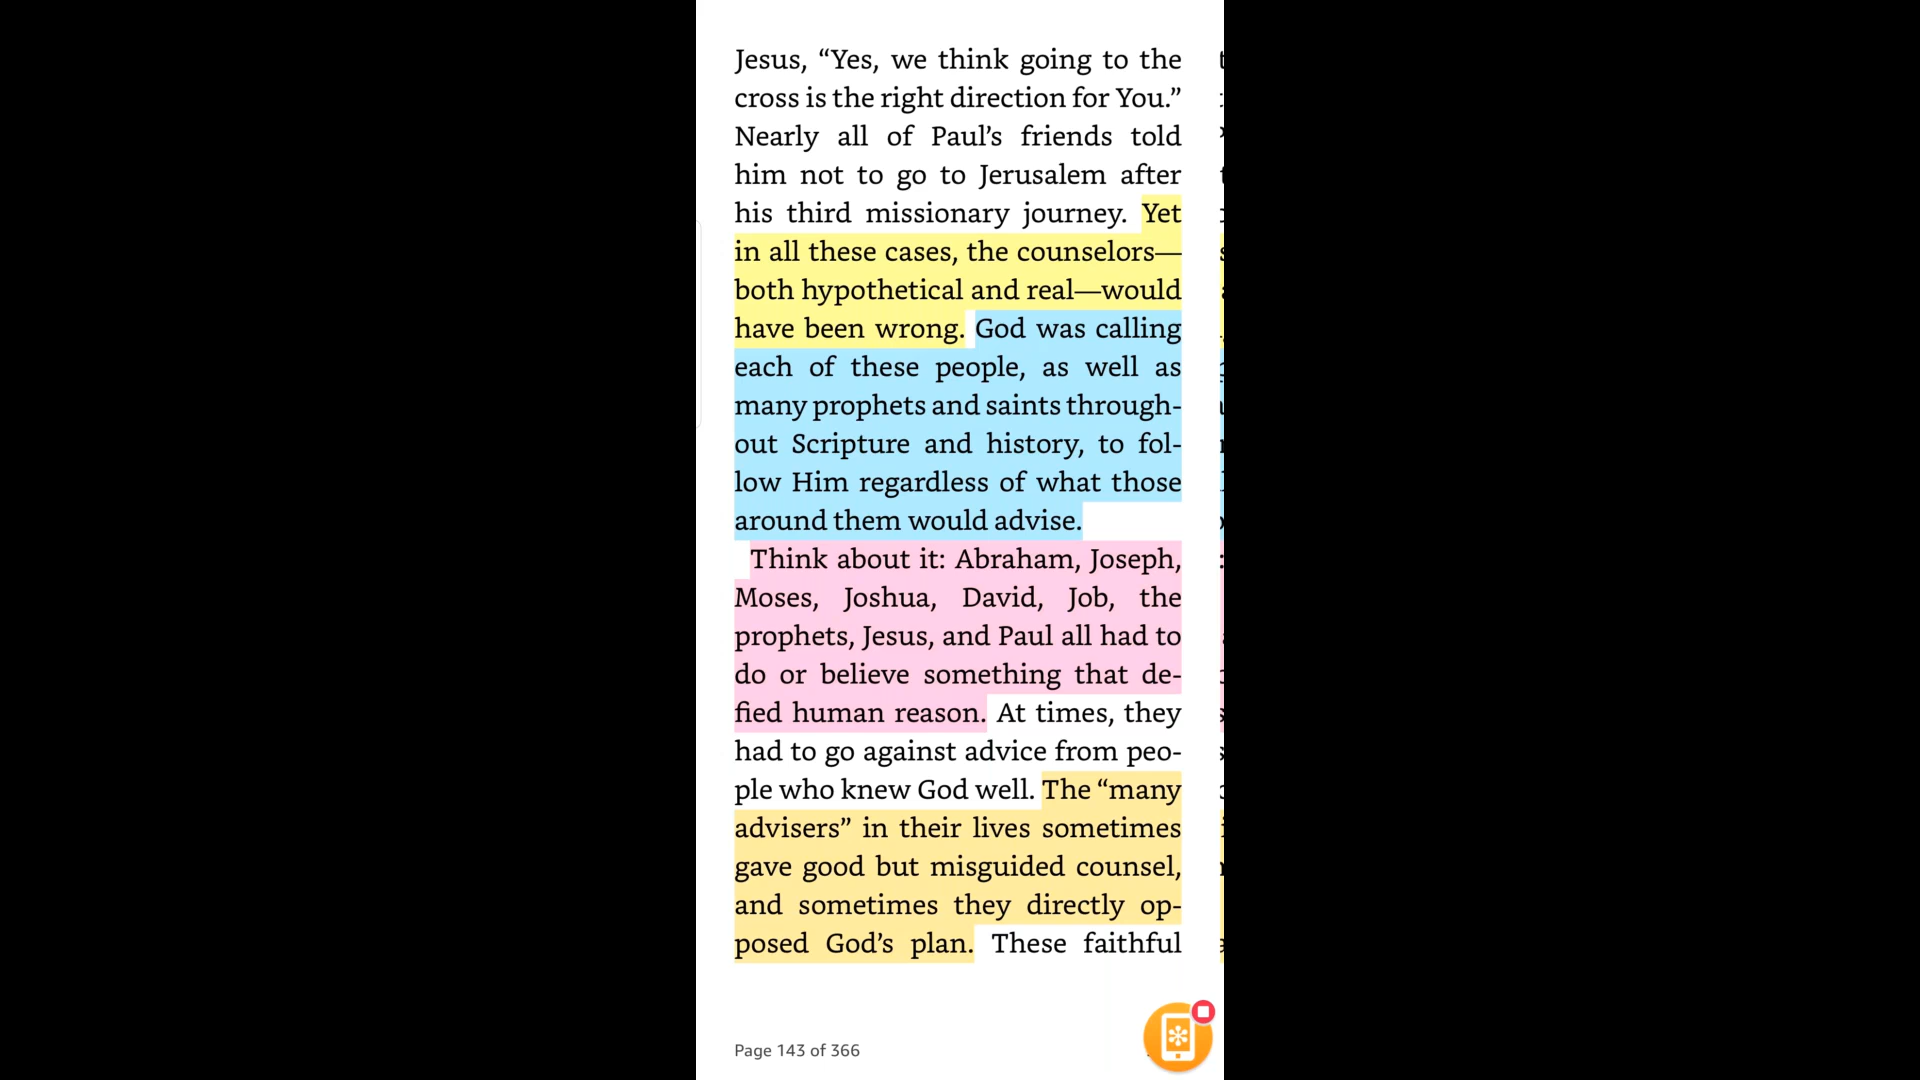 Jesus, “Yes, we think going to the
cross is the right direction for You.”
Nearly all of Paul’s friends told
him not to go to Jerusalem after
his third missionary journey. Yet
in all these cases, the counselors—
both hypothetical and real—would
have been wrong. God was calling
each of these people, as well as
many prophets and saints through-
out Scripture and history, to fol-
low Him regardless of what those
around them would advise.
Think about it: Abraham, Joseph,
Moses, Joshua, David, Job, the
prophets, Jesus, and Paul all had to
do or believe something that de-
fied human reason. At times, they
had to go against advice from peo-
ple who knew God well. The “many
advisers” in their lives sometimes
gave good but misguided counsel,
and sometimes they directly op-
posed God’s plan. These faithful
Page 143 of 366